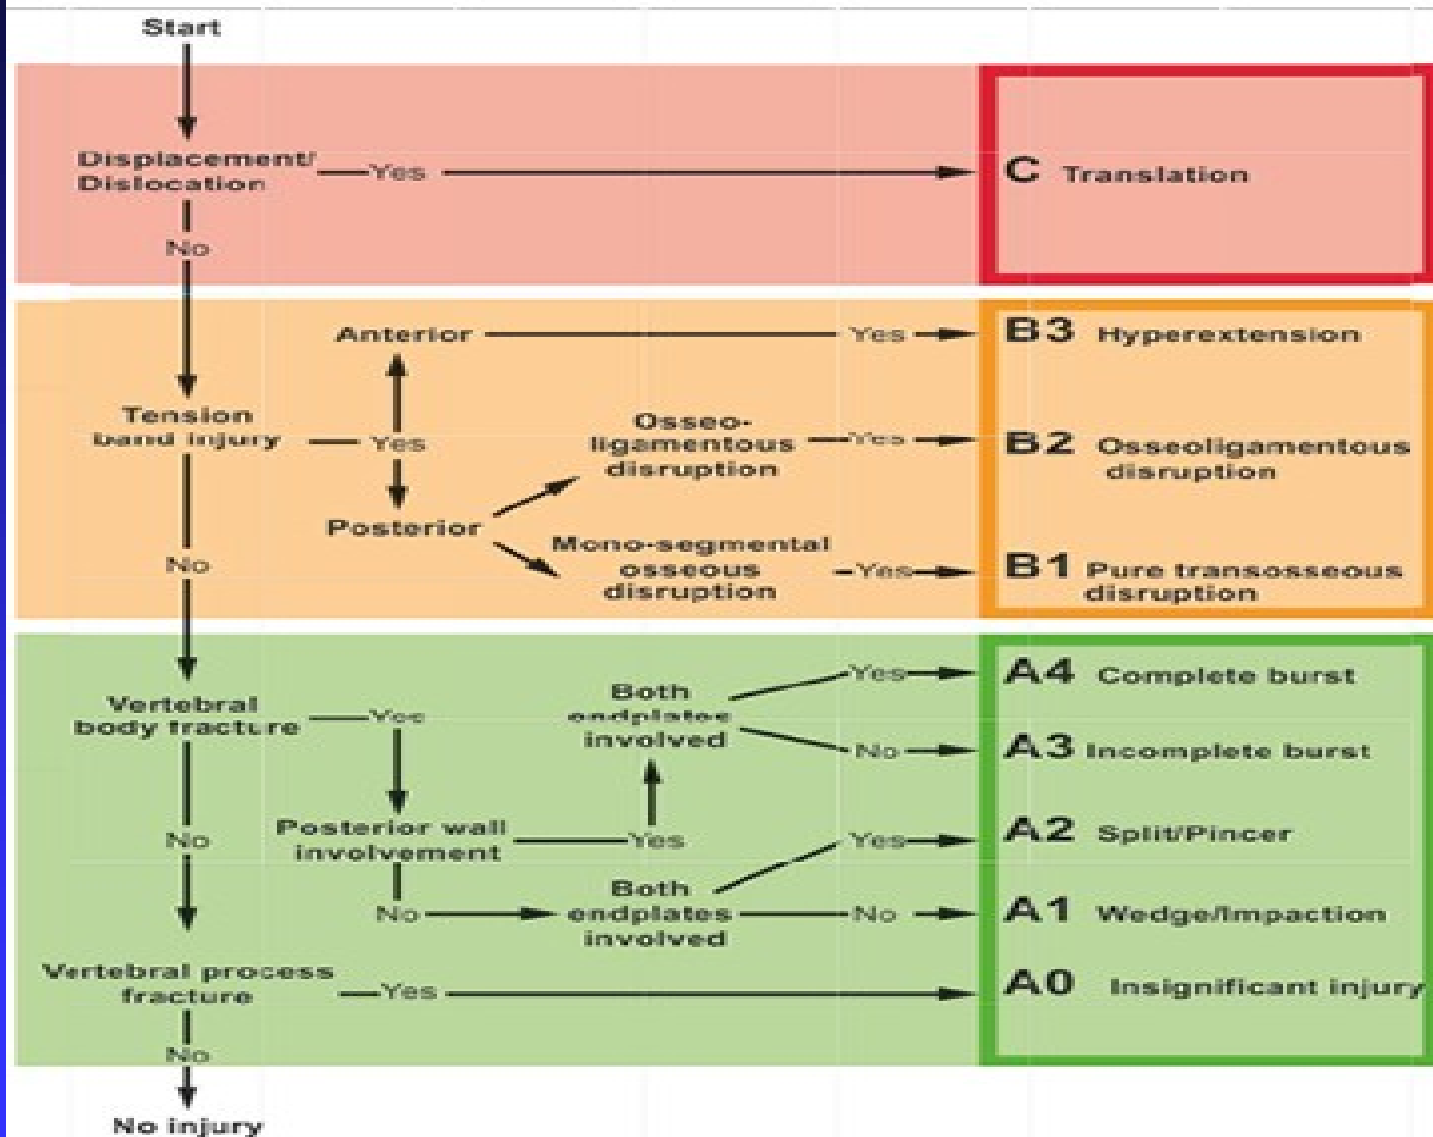 Start
Displacement/
Dislocation
Yes
C Translation
No
Anterior
Yes
B3 Hyperextension
Tension
band injury
Yes
Osseo-
ligamentous
disruption
Yes
B2 Osseoligamentous
disruption
Posterior
Mono-segmental
osseous
disruption
Yes
B1 Pure transosseous
disruption
No
Vertebral
body fracture
Yes
Both
endplates
involved
Yes
A4 Complete burst
No
A3 Incomplete burst
No
Posterior wall
involvement
Yes
Yes
A2 Split/Pincer
No
Both
endplates
involved
No
A1 Wedge/Impaction
Vertebral process
fracture
Yes
A0 Insignificant injury
No
No injury